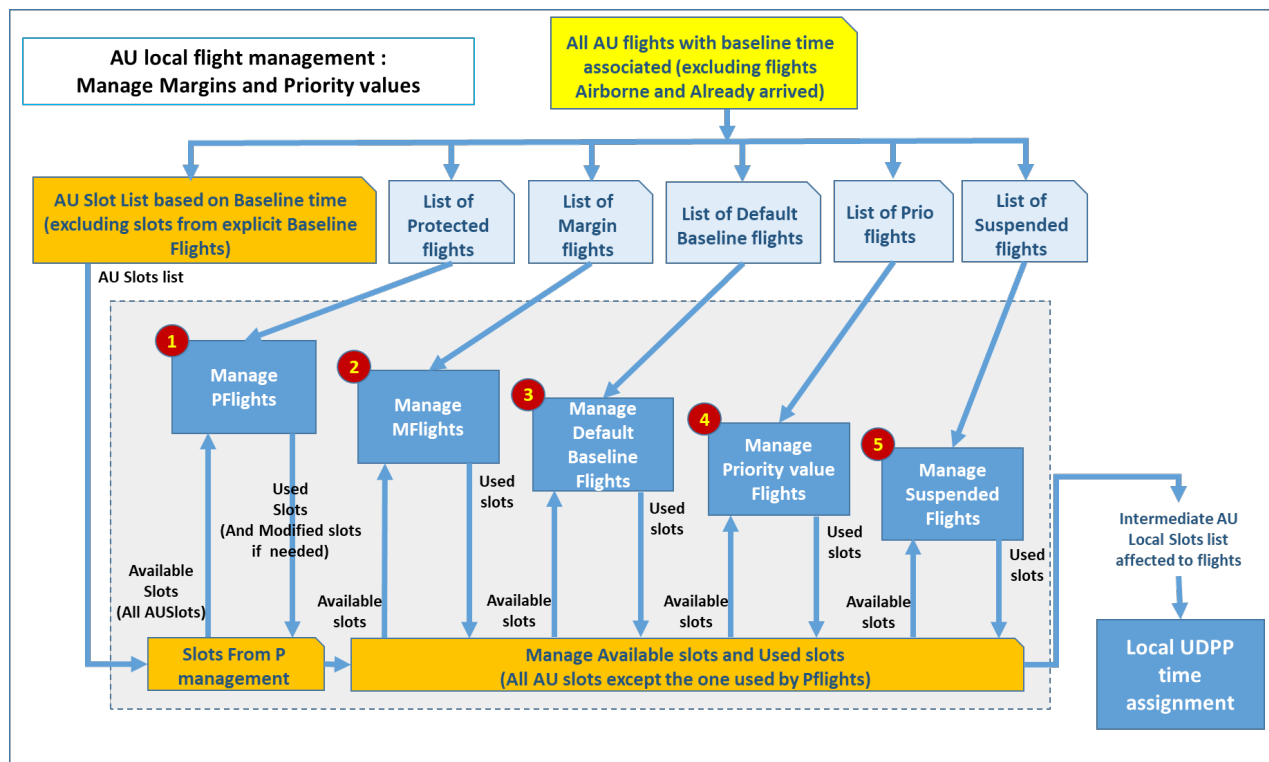 AU local flight management :
Manage Margins and Priority values
All AU flights with baseline time
associated (excluding flights
Airborne and Already arrived)
AU Slot List based on Baseline time
(excluding slots from explicit Baseline
Flights)
List of
Protected
flights
List of
Margin
flights
List of Default
Baseline flights
List of Prio
flights
List of
Suspended
flights
AU Slots list
1
Manage
PFlights
2
Manage
MFlights
3
Manage
Default
Baseline
Flights
4
Manage
Priority value
Flights
5
Manage
Suspended
Flights
Used
Slots
(And Modified slots
if needed)
Used
slots
Used
slots
Used
slots
Used
slots
Available
Slots
(All AUSlots)
Available
slots
Available
slots
Available
slots
Available
slots
Slots From P
management
Manage Available slots and Used slots
(All AU slots except the one used by Pflights)
Intermediate AU
Local Slots list
affected to flights
Local UDPP
time
assignment